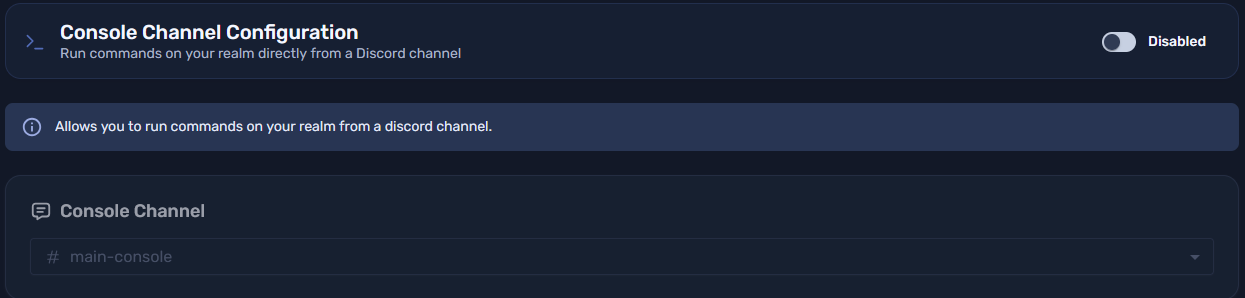 Console Channel Configuration
Run commands on your realm directly from a Discord channel
Disabled
Allows you to run commands on your realm from a discord channel.
Console Channel
# main-console